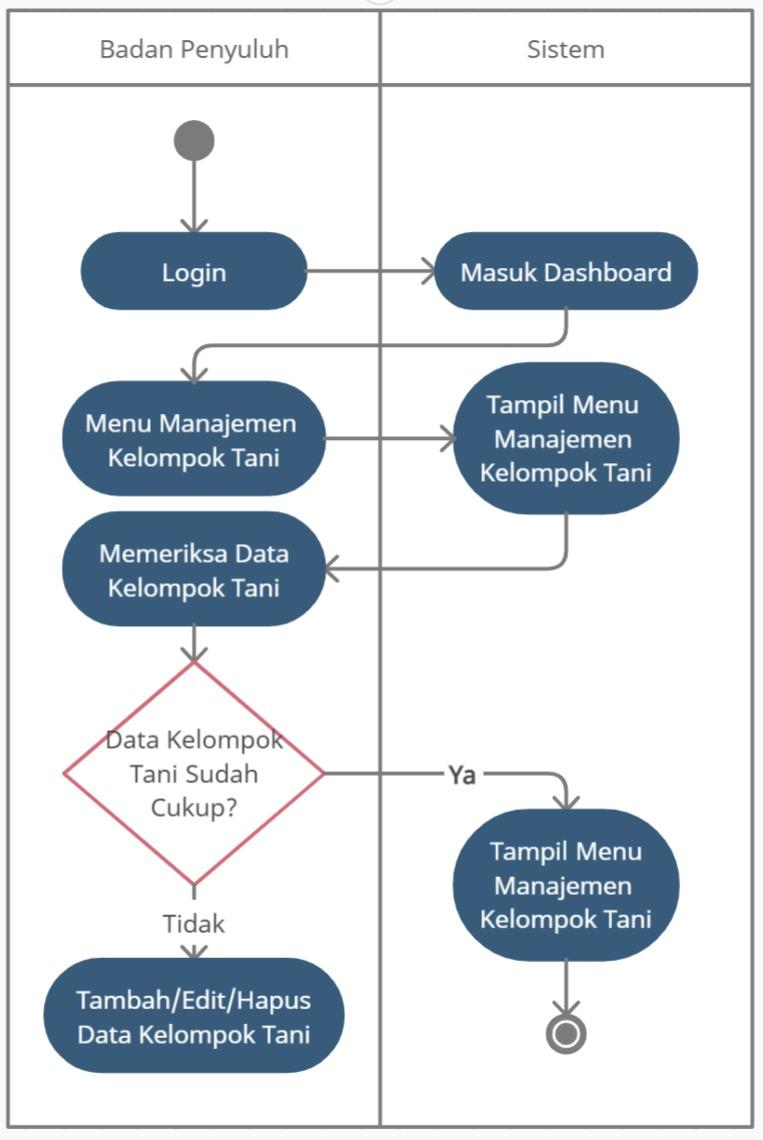 Badan Penyuluh
Sistem
Login
Masuk Dashboard
Menu Manajemen
Kelompok Tani
Tampil Menu
Manajemen
Kelompok Tani
Memeriksa Data
Kelompok Tani
Data Kelompok
Tani Sudah
Cukup?
Ya
Tampil Menu
Manajemen
Kelompok Tani
Tidak
Tambah/Edit/Hapus
Data Kelompok Tani